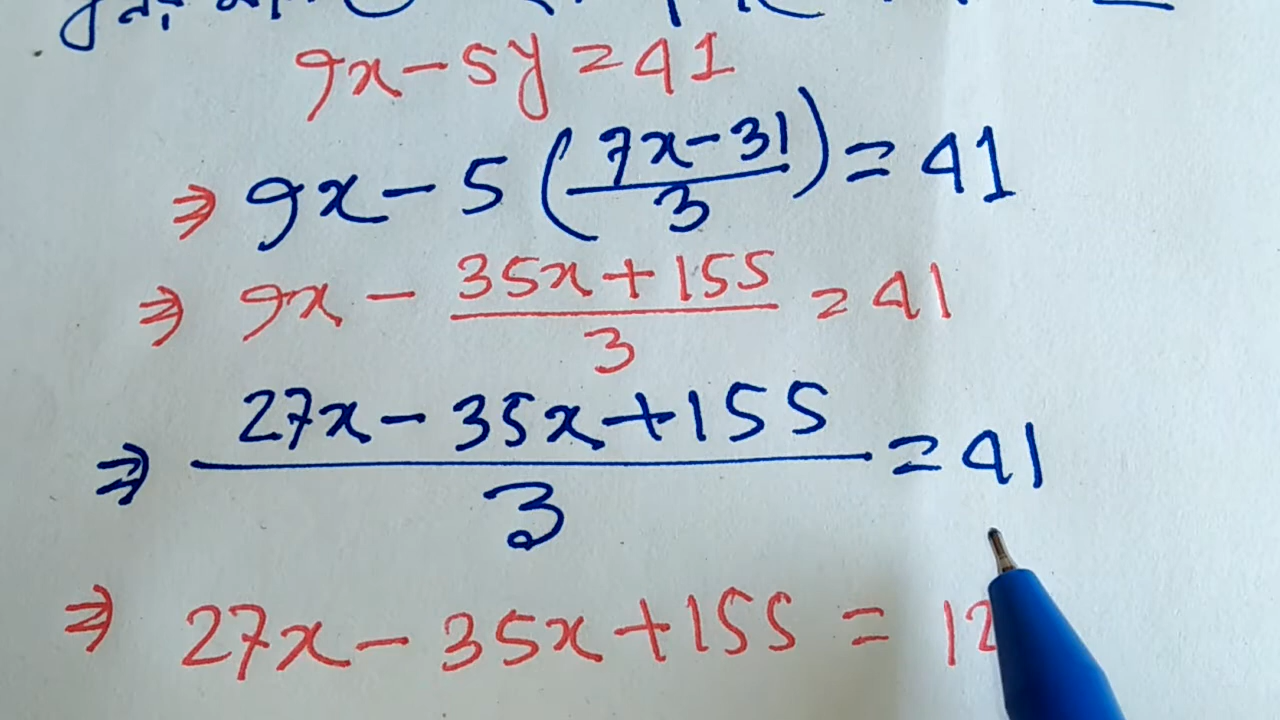 9x - 5y = 41
⇒ 9x - 5 ( (7x - 31) / 3 ) = 41
⇒ 9x - (35x + 155) / 3 = 41
⇒ (27x - 35x + 155) / 3 = 41
⇒ 27x - 35x + 155 = 12